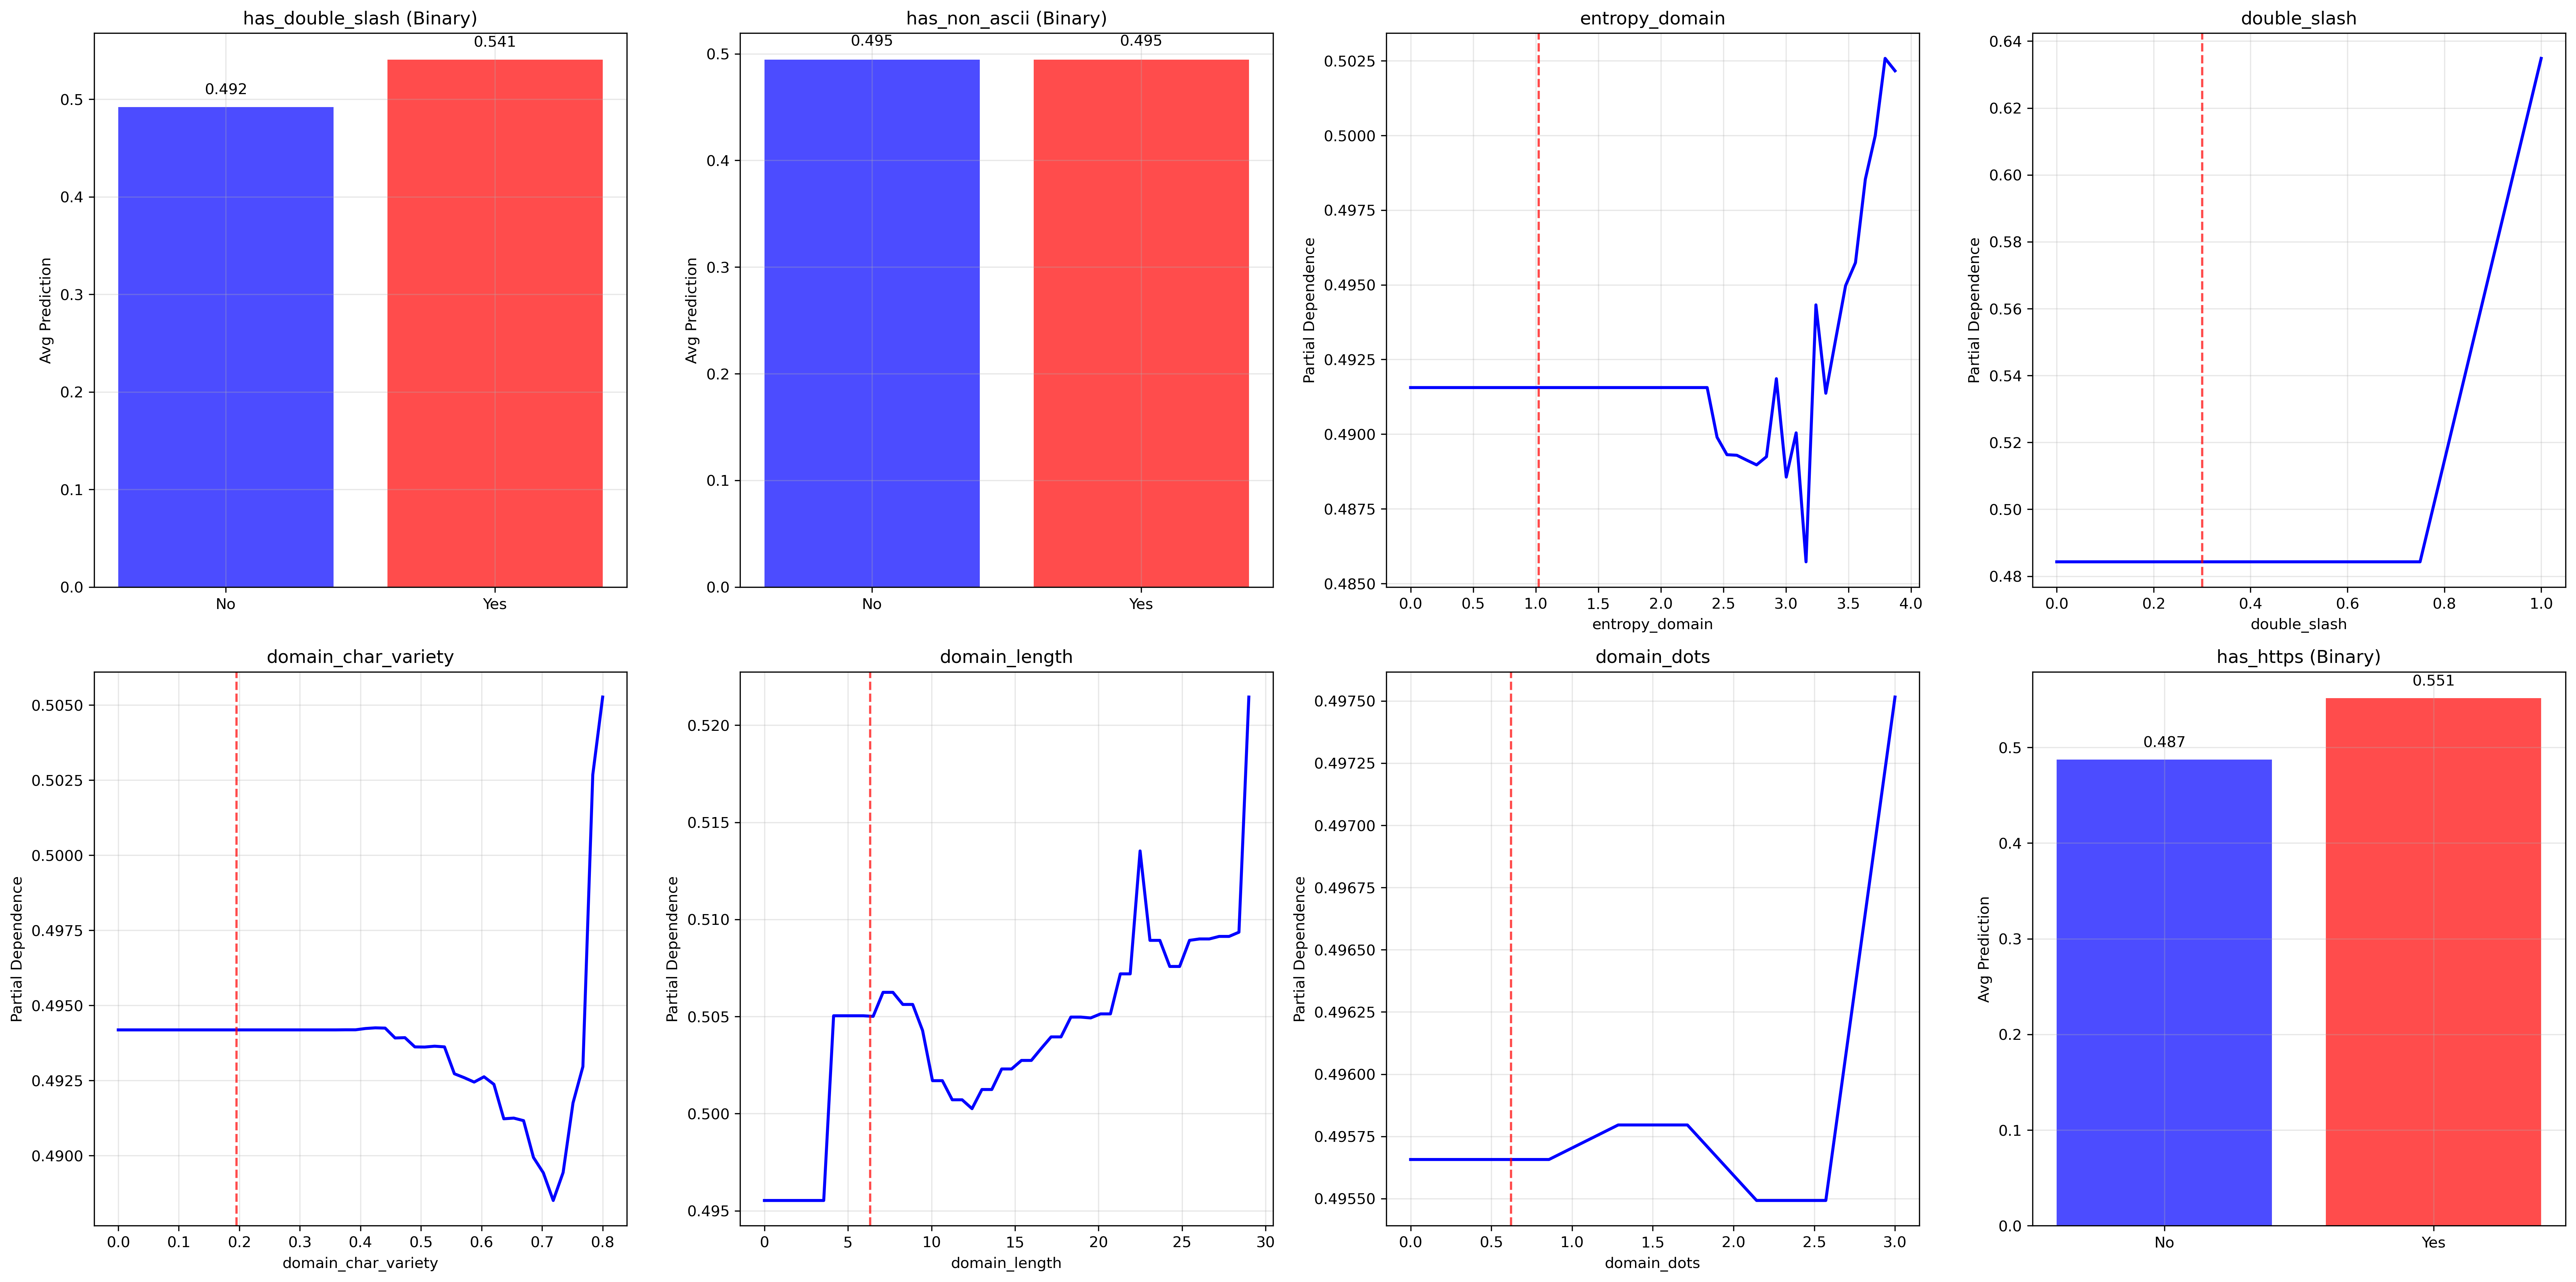 has_double_slash (Binary)
Avg Prediction
0.5
0.4
0.3
0.2
0.1
0.0
0.492
0.541
No
Yes
has_non_ascii (Binary)
Avg Prediction
0.5
0.4
0.3
0.2
0.1
0.0
0.495
0.495
No
Yes
entropy_domain
Partial Dependence
0.5025
0.5000
0.4975
0.4950
0.4925
0.4900
0.4875
0.4850
0.0 0.5 1.0 1.5 2.0 2.5 3.0 3.5 4.0
entropy_domain
double_slash
Partial Dependence
0.64
0.62
0.60
0.58
0.56
0.54
0.52
0.50
0.48
0.0 0.2 0.4 0.6 0.8 1.0
double_slash
domain_char_variety
Partial Dependence
0.5050
0.5025
0.5000
0.4975
0.4950
0.4925
0.4900
0.0 0.1 0.2 0.3 0.4 0.5 0.6 0.7 0.8
domain_char_variety
domain_length
Partial Dependence
0.520
0.515
0.510
0.505
0.500
0.495
0 5 10 15 20 25 30
domain_length
domain_dots
Partial Dependence
0.49750
0.49725
0.49700
0.49675
0.49650
0.49625
0.49600
0.49575
0.49550
0.0 0.5 1.0 1.5 2.0 2.5 3.0
domain_dots
has_https (Binary)
Avg Prediction
0.5
0.4
0.3
0.2
0.1
0.0
0.487
0.551
No
Yes